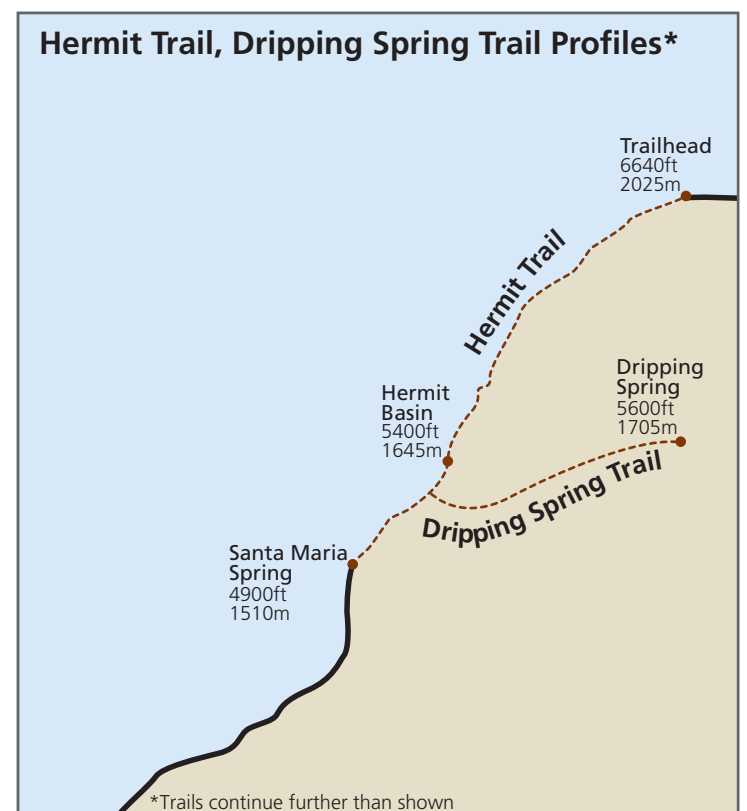 Hermit Trail, Dripping Spring Trail Profiles*
Trailhead
6640ft
2025m
Hermit Trail
Dripping
Spring
5600ft
1705m
Hermit
Basin
5400ft
1645m
Dripping Spring Trail
Santa Maria
Spring
4900ft
1510m
*Trails continue further than shown